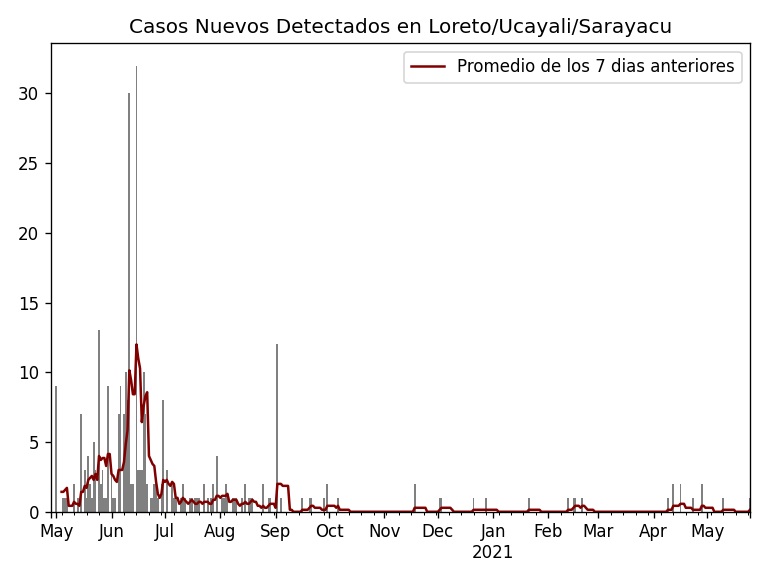 Casos Nuevos Detectados en Loreto/Ucayali/Sarayacu
Promedio de los 7 dias anteriores
30
25
20
15
10
5
0
May Jun Jul Aug Sep Oct Nov Dec Jan Feb Mar Apr May
2021